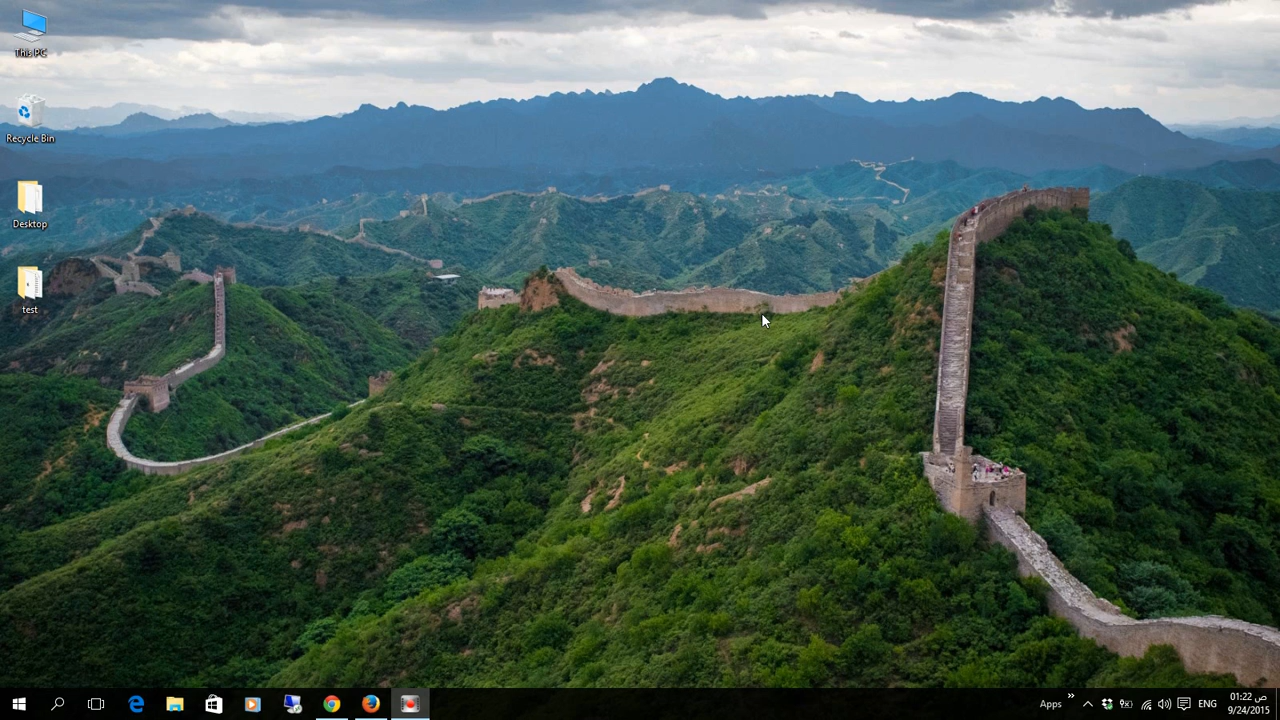 This PC
Recycle Bin
Desktop
test
Apps
ENG
01:22 ص
9/24/2015